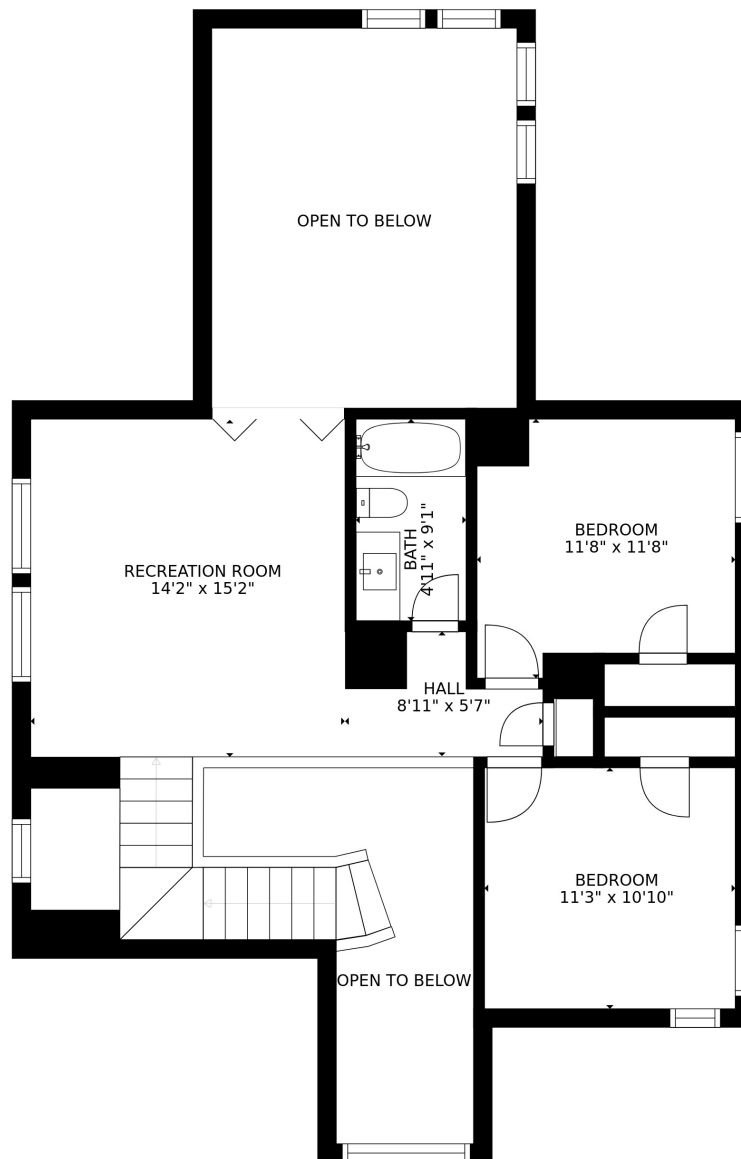 OPEN TO BELOW
BATH
4'11" x 9'1"
BEDROOM
11'8" x 11'8"
RECREATION ROOM
14'2" x 15'2"
HALL
8'11" x 5'7"
BEDROOM
11'3" x 10'10"
OPEN TO BELOW